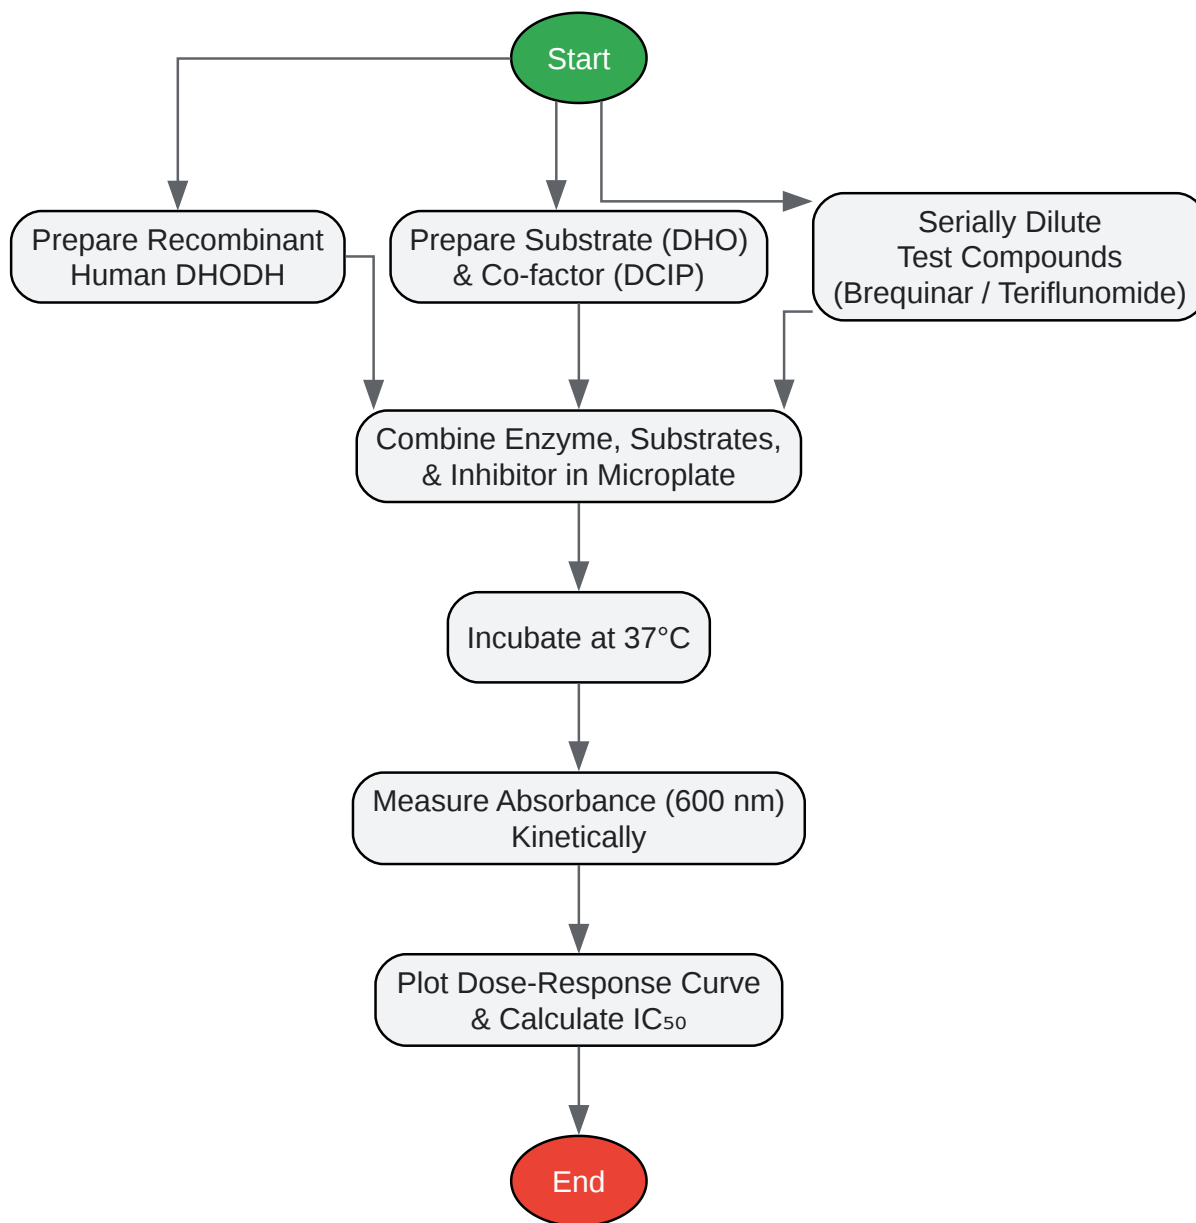 Start
Prepare Recombinant
Human DHODH
Prepare Substrate (DHO)
& Co-factor (DCIP)
Serially Dilute
Test Compounds
(Brequinar / Teriflunomide)
Combine Enzyme, Substrates,
& Inhibitor in Microplate
Incubate at 37°C
Measure Absorbance (600 nm)
Kinetically
Plot Dose-Response Curve
& Calculate IC₅₀
End